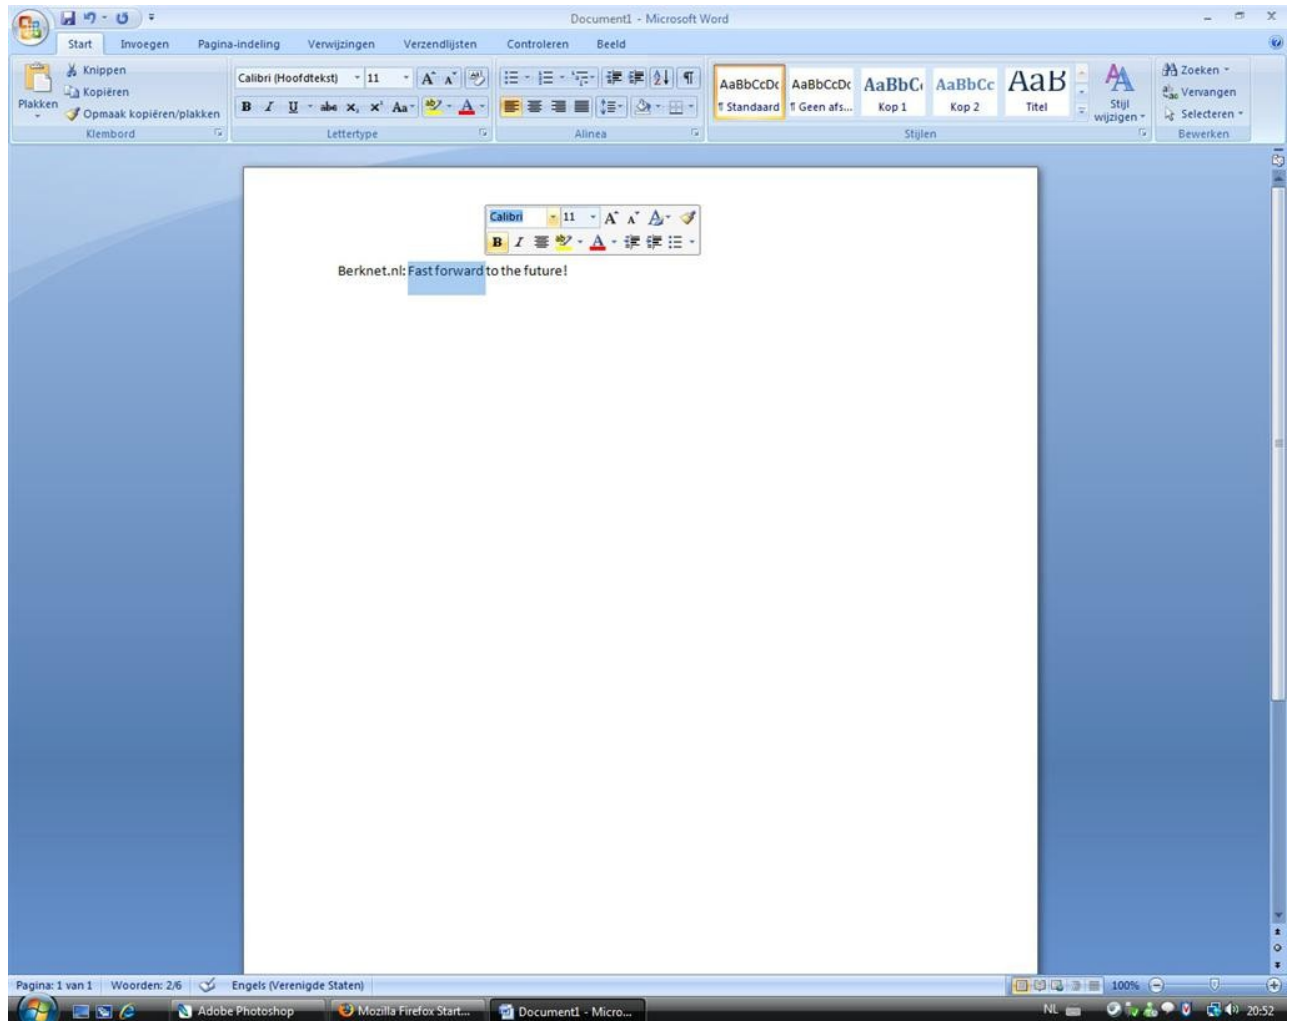 Document1 - Microsoft Word
Start Invoegen Pagina-indeling Verwijzingen Verzendlijsten Controleren Beeld
Plakken
Knippen
Kopiëren
Opmaak kopiëren/plakken
Klembord
Calibri (Hoofdtekst) 11
B I U abe x, x² Aa
Lettertype
Alinea
AaBbCcDc AaBbCcDc AaBbC AaBbCc AaB
¶ Standaard ¶ Geen afs... Kop 1 Kop 2 Titel
Stijl wijzigen
Stijlen
Zoeken
Vervangen
Selecteren
Bewerken
Calibri 11 A A A
B I A
Berknet.nl: Fast forward to the future!
Pagina: 1 van 1 Woorden: 2/6 Engels (Verenigde Staten) 100%
Adobe Photoshop Mozilla Firefox Start... Document1 - Micro... NL 20:52